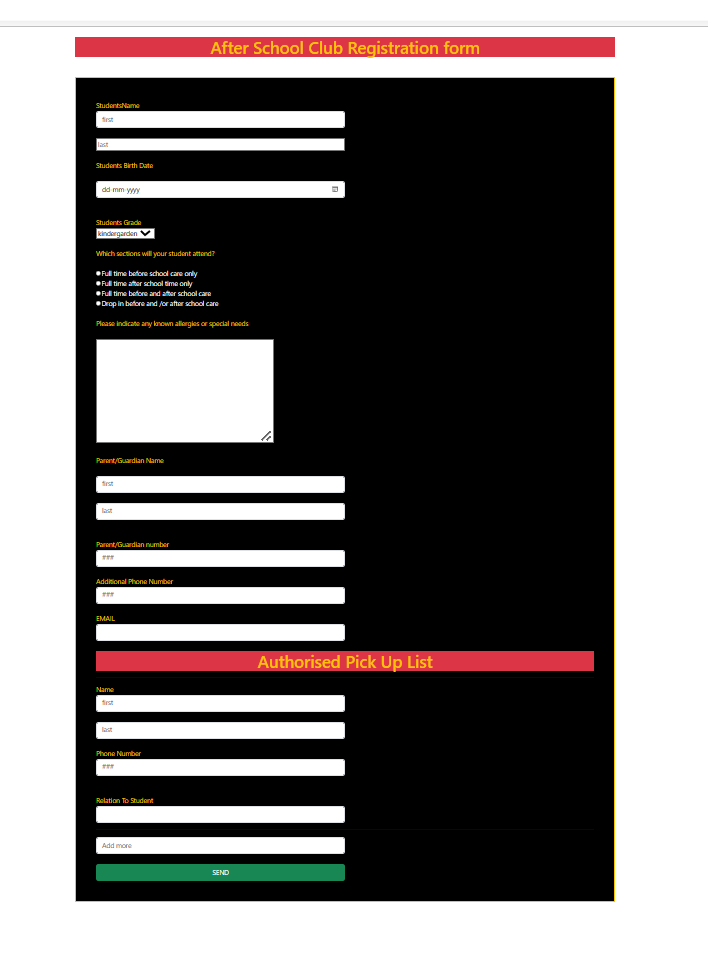 After School Club Registration form
StudentsName
first
last
Students Birth Date
dd-mm-yyyy
Students Grade
kindergarden
Which sections will your student attend?
Full time before school care only
Full time after school time only
Full time before and after school care
Drop in before and /or after school care
Please indicate any known allergies or special needs
Parent/Guardian Name
first
last
Parent/Guardian number
###
Additional Phone Number
###
EMAIL
Authorised Pick Up List
Name
first
last
Phone Number
###
Relation To Student
Add more
SEND